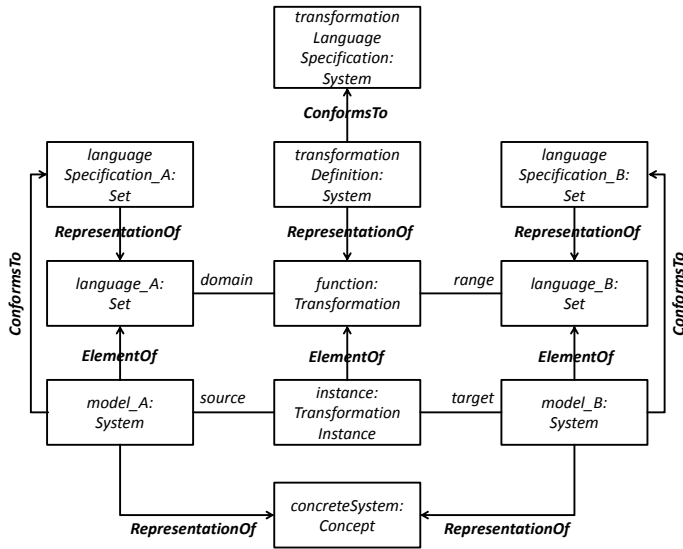 transformation
Language
Specification:
System
ConformsTo
language
Specification_A:
Set
transformation
Definition:
System
language
Specification_B:
Set
RepresentationOf
RepresentationOf
RepresentationOf
ConformsTo
language_A:
Set
domain
function:
Transformation
range
language_B:
Set
ConformsTo
ElementOf
ElementOf
ElementOf
model_A:
System
source
instance:
Transformation
Instance
target
model_B:
System
concreteSystem:
Concept
RepresentationOf
RepresentationOf